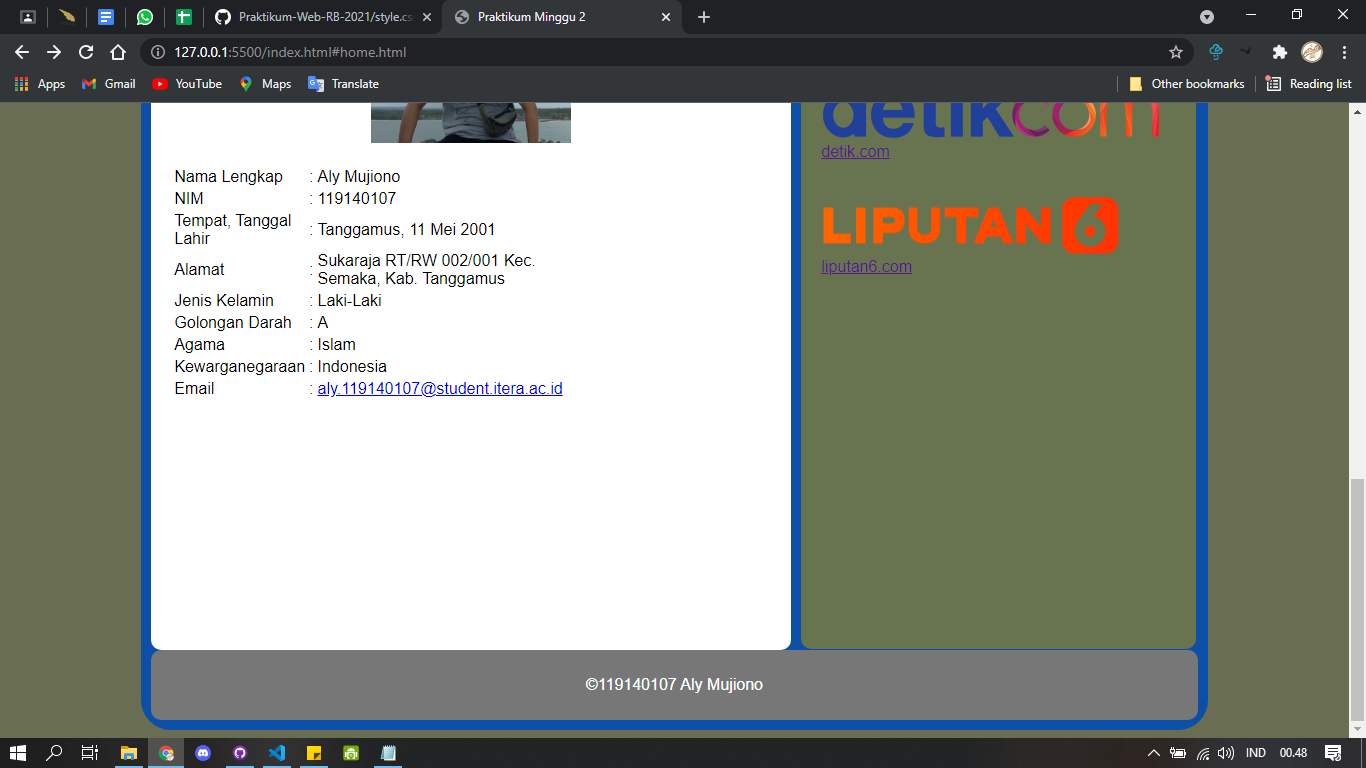 Praktikum-Web-RB-2021/style.cs
Praktikum Minggu 2
127.0.0.1:5500/index.html#home.html
Apps
Gmail
YouTube
Maps
Translate
Other bookmarks
Reading list
Nama Lengkap : Aly Mujiono
NIM : 119140107
Tempat, Tanggal
Lahir : Tanggamus, 11 Mei 2001
Alamat : Sukaraja RT/RW 002/001 Kec.
Semaka, Kab. Tanggamus
Jenis Kelamin : Laki-Laki
Golongan Darah : A
Agama : Islam
Kewarganegaraan : Indonesia
Email : aly.119140107@student.itera.ac.id
detikcom
detik.com
LIPUTAN 6
liputan6.com
©119140107 Aly Mujiono
IND
00.48